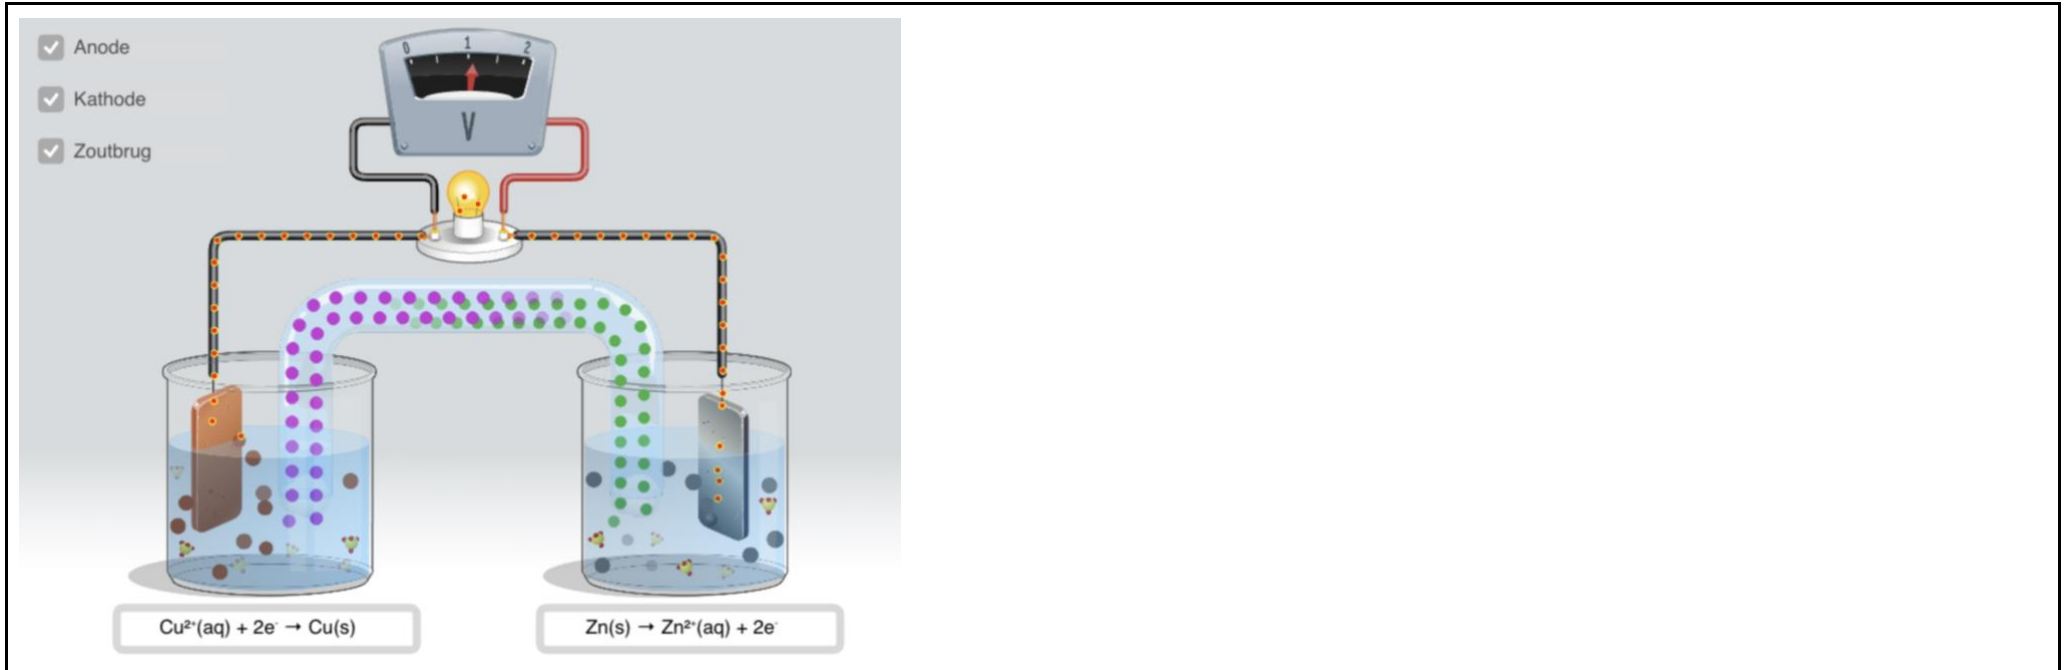 Anode
Kathode
Zoutbrug
0 1 2
V
Cu²⁺(aq) + 2e⁻ → Cu(s)
Zn(s) → Zn²⁺(aq) + 2e⁻